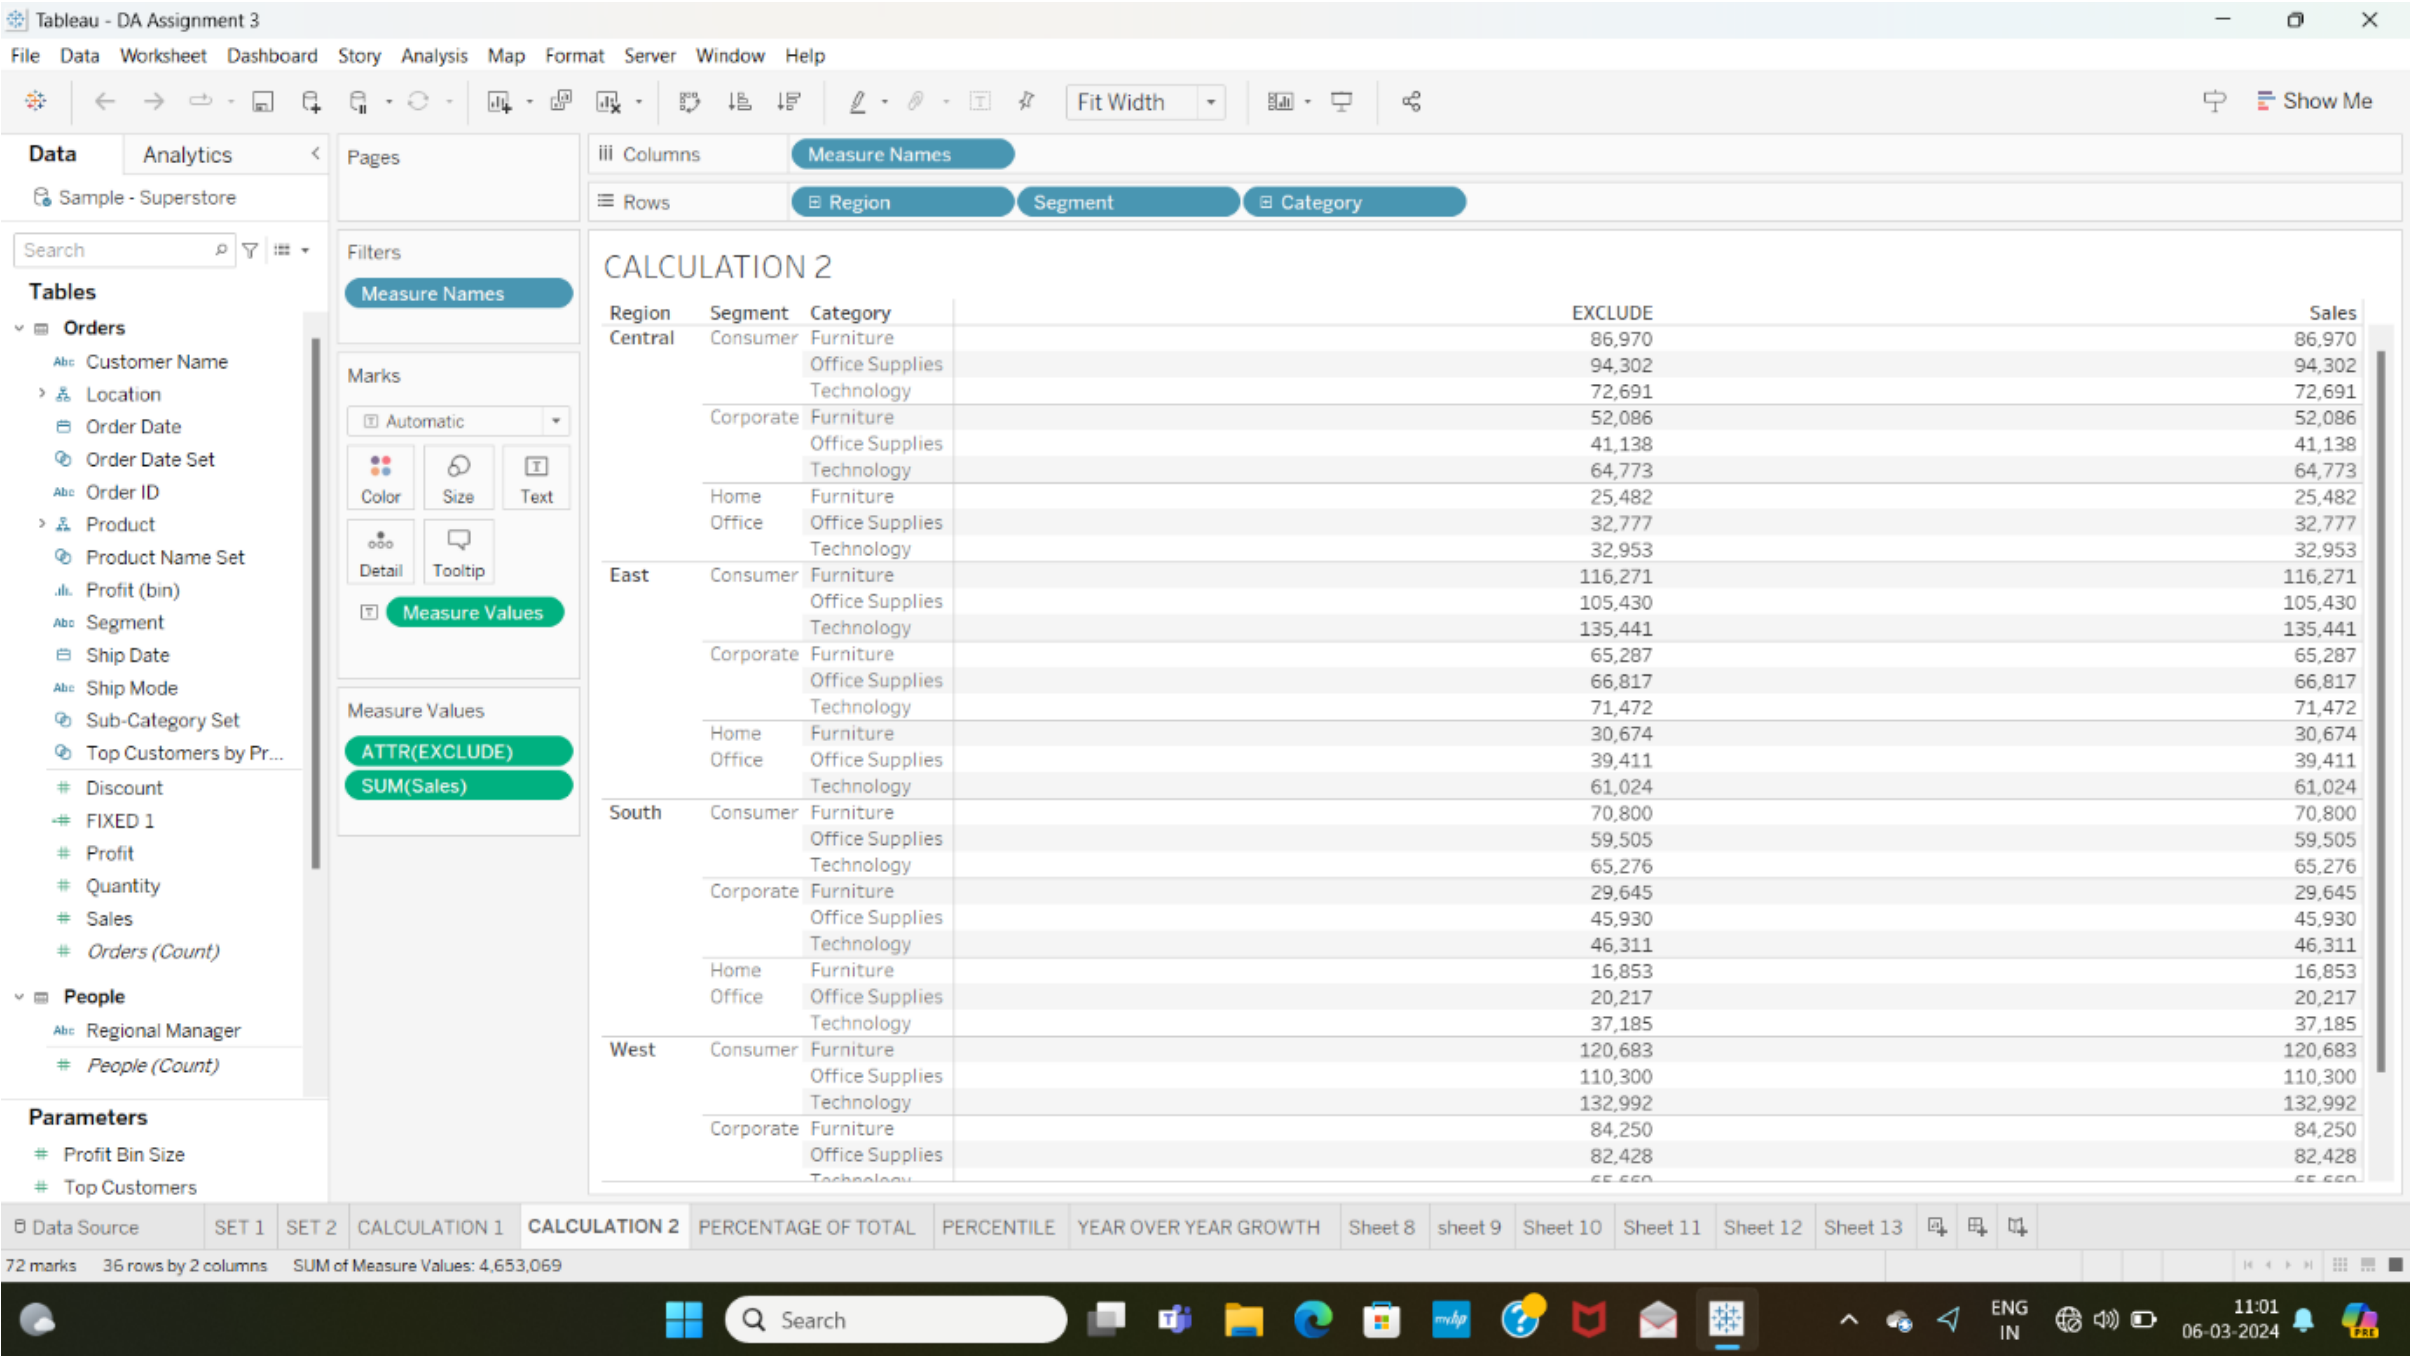 Tableau - DA Assignment 3
File Data Worksheet Dashboard Story Analysis Map Format Server Window Help
Fit Width
Show Me
Data Analytics
Sample - Superstore
Search
Tables
Orders
Abc Customer Name
Location
Order Date
Order Date Set
Abc Order ID
Product
Product Name Set
Profit (bin)
Abc Segment
Ship Date
Abc Ship Mode
Sub-Category Set
Top Customers by Pr...
# Discount
# FIXED 1
# Profit
# Quantity
# Sales
# Orders (Count)
People
Abc Regional Manager
# People (Count)
Parameters
# Profit Bin Size
# Top Customers
Pages
Filters
Measure Names
Marks
Automatic
Color Size Text
Detail Tooltip
Measure Values
Measure Values
ATTR(EXCLUDE)
SUM(Sales)
Columns Measure Names
Rows Region Segment Category
CALCULATION 2
Region Segment Category EXCLUDE Sales
Central Consumer Furniture 86,970 86,970
Office Supplies 94,302 94,302
Technology 72,691 72,691
Corporate Furniture 52,086 52,086
Office Supplies 41,138 41,138
Technology 64,773 64,773
Home Furniture 25,482 25,482
Office Office Supplies 32,777 32,777
Technology 32,953 32,953
East Consumer Furniture 116,271 116,271
Office Supplies 105,430 105,430
Technology 135,441 135,441
Corporate Furniture 65,287 65,287
Office Supplies 66,817 66,817
Technology 71,472 71,472
Home Furniture 30,674 30,674
Office Office Supplies 39,411 39,411
Technology 61,024 61,024
South Consumer Furniture 70,800 70,800
Office Supplies 59,505 59,505
Technology 65,276 65,276
Corporate Furniture 29,645 29,645
Office Supplies 45,930 45,930
Technology 46,311 46,311
Home Furniture 16,853 16,853
Office Office Supplies 20,217 20,217
Technology 37,185 37,185
West Consumer Furniture 120,683 120,683
Office Supplies 110,300 110,300
Technology 132,992 132,992
Corporate Furniture 84,250 84,250
Office Supplies 82,428 82,428
Technology
Data Source SET 1 SET 2 CALCULATION 1 CALCULATION 2 PERCENTAGE OF TOTAL PERCENTILE YEAR OVER YEAR GROWTH Sheet 8 sheet 9 Sheet 10 Sheet 11 Sheet 12 Sheet 13
72 marks 36 rows by 2 columns SUM of Measure Values: 4,653,069
Search
ENG
IN
11:01
06-03-2024
PRE